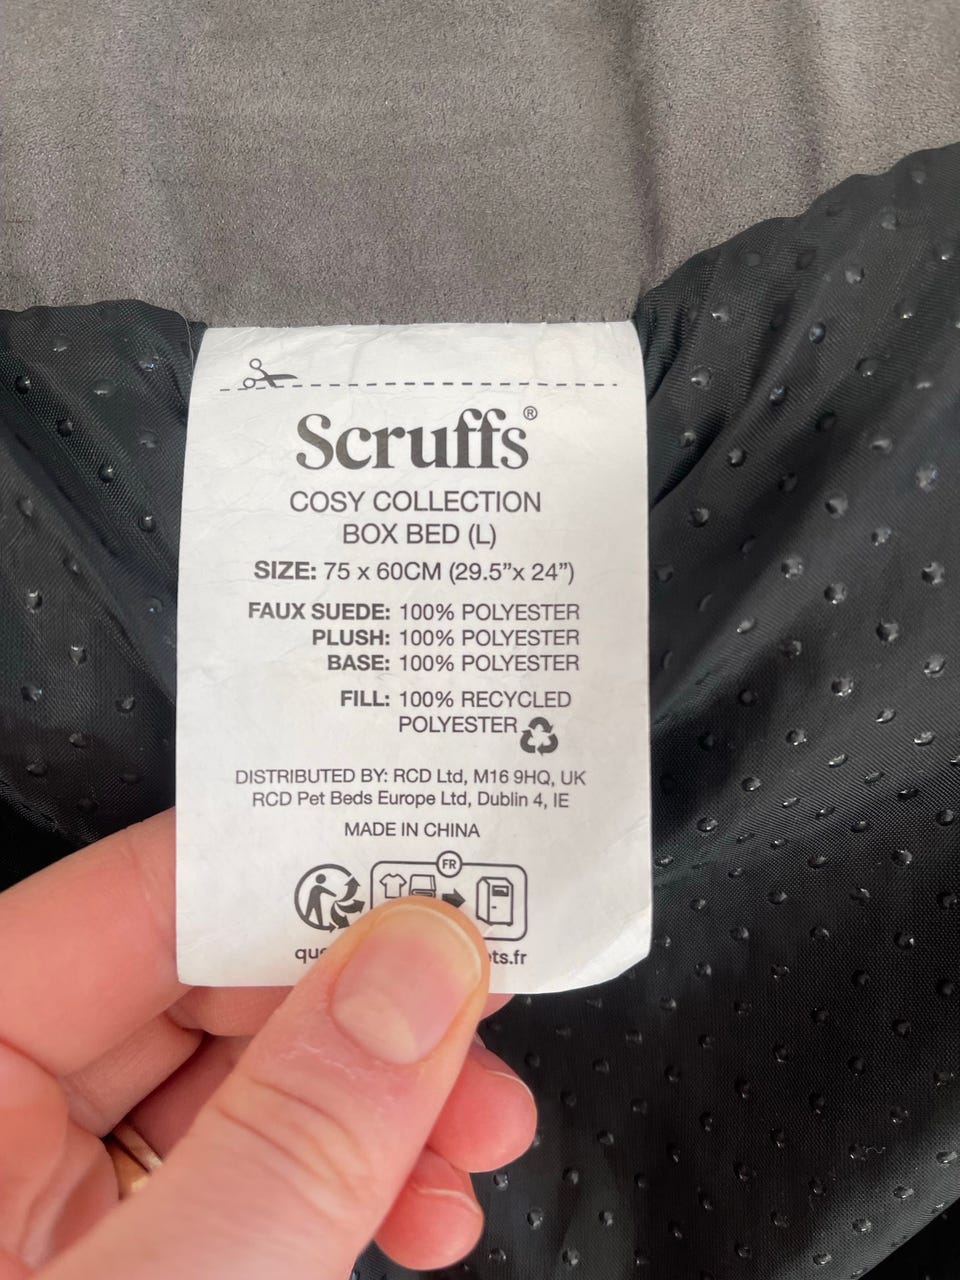 Scruffs®
COSY COLLECTION
BOX BED (L)
SIZE: 75 x 60CM (29.5”x 24”)
FAUX SUEDE: 100% POLYESTER
PLUSH: 100% POLYESTER
BASE: 100% POLYESTER
FILL: 100% RECYCLED
POLYESTER
DISTRIBUTED BY: RCD Ltd, M16 9HQ, UK
RCD Pet Beds Europe Ltd, Dublin 4, IE
MADE IN CHINA
FR